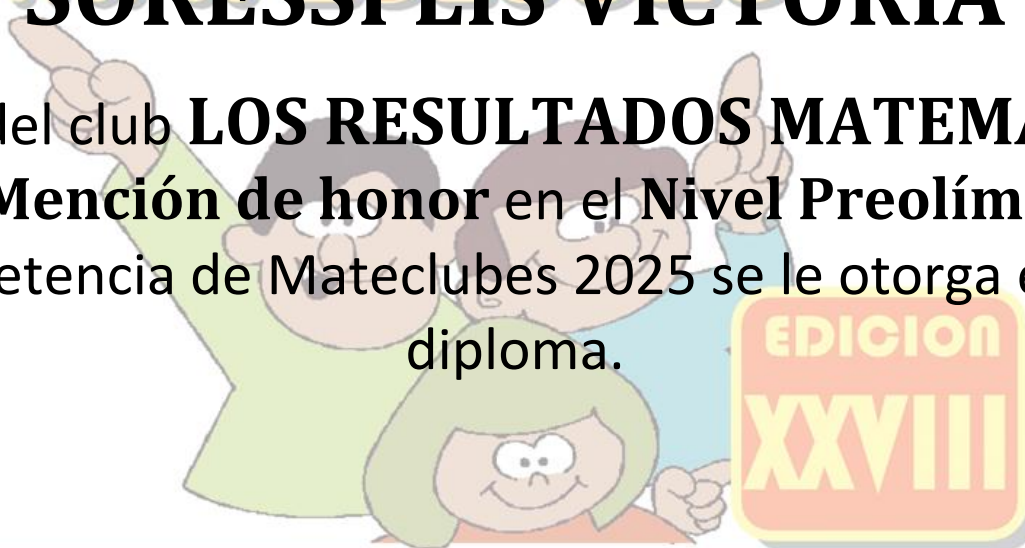 VICTORIA
del club LOS RESULTADOS MATEMA
Mención de honor en el Nivel Preolím
etencia de Mateclubes 2025 se le otorga e
diploma.
EDICION
XXVIII